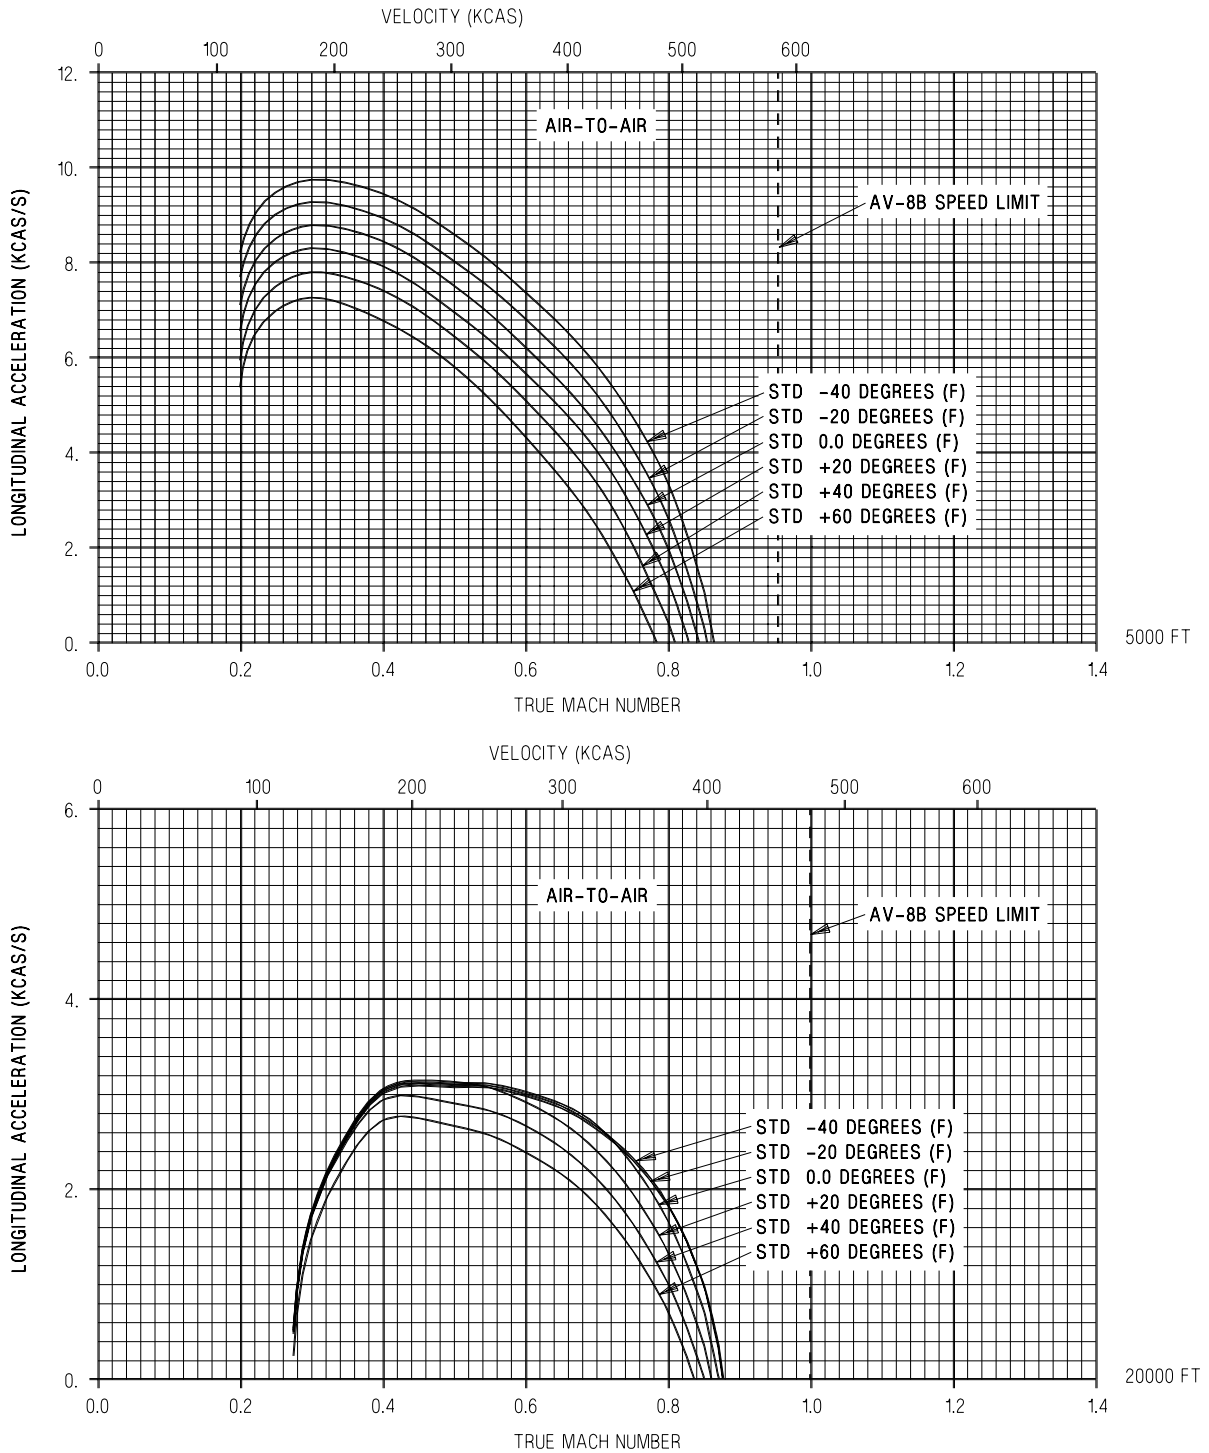 VELOCITY (KCAS)
0 100 200 300 400 500 600
12.
10.
8.
6.
4.
2.
0.
LONGITUDINAL ACCELERATION (KCAS/S)
AIR-TO-AIR
AV-8B SPEED LIMIT
STD -40 DEGREES (F)
STD -20 DEGREES (F)
STD 0.0 DEGREES (F)
STD +20 DEGREES (F)
STD +40 DEGREES (F)
STD +60 DEGREES (F)
5000 FT
0.0 0.2 0.4 0.6 0.8 1.0 1.2 1.4
TRUE MACH NUMBER
VELOCITY (KCAS)
0 100 200 300 400 500 600
6.
4.
2.
0.
LONGITUDINAL ACCELERATION (KCAS/S)
AIR-TO-AIR
AV-8B SPEED LIMIT
STD -40 DEGREES (F)
STD -20 DEGREES (F)
STD 0.0 DEGREES (F)
STD +20 DEGREES (F)
STD +40 DEGREES (F)
STD +60 DEGREES (F)
20000 FT
0.0 0.2 0.4 0.6 0.8 1.0 1.2 1.4
TRUE MACH NUMBER